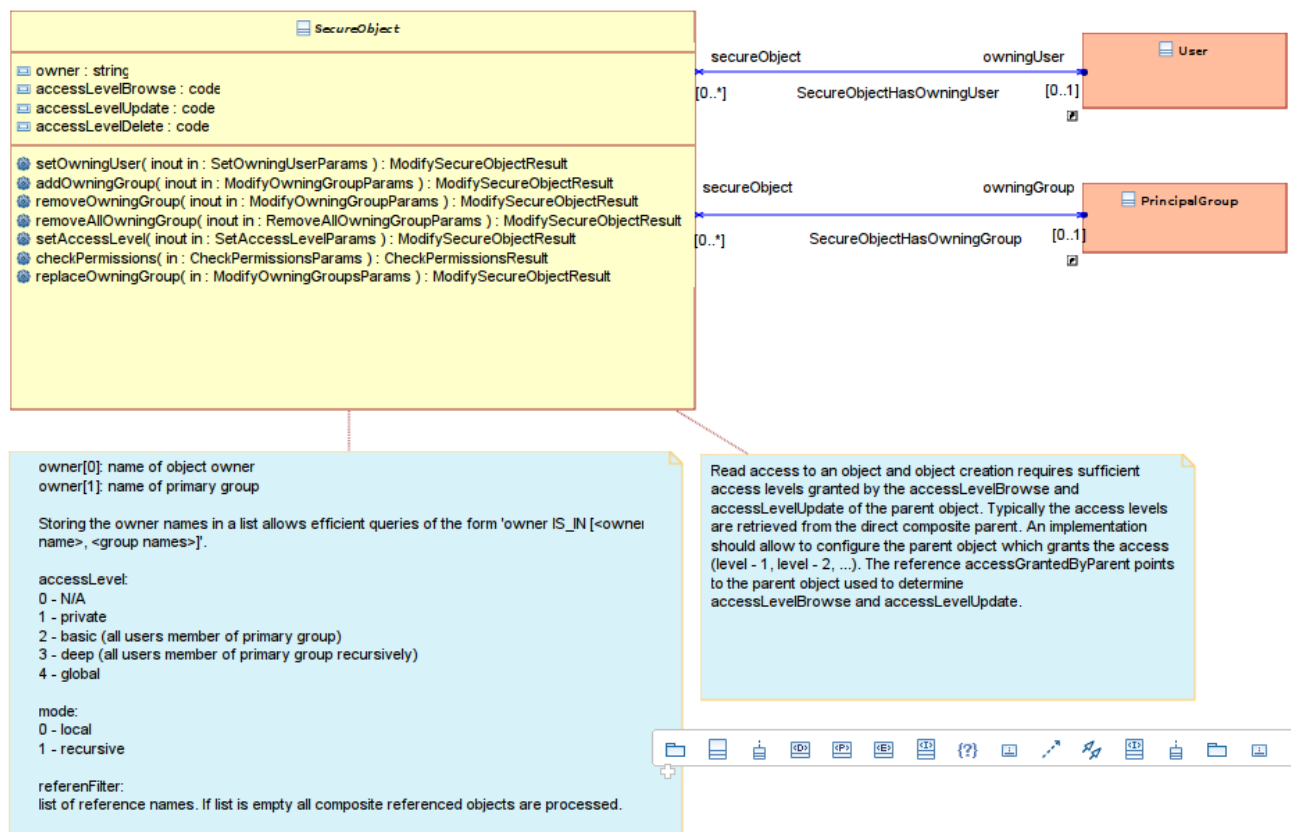 SecureObject
owner : string
accessLevelBrowse : code
accessLevelUpdate : code
accessLevelDelete : code
setOwningUser( inout in : SetOwningUserParams ) : ModifySecureObjectResult
addOwningGroup( inout in : ModifyOwningGroupParams ) : ModifySecureObjectResult
removeOwningGroup( inout in : ModifyOwningGroupParams ) : ModifySecureObjectResult
removeAllOwningGroup( inout in : RemoveAllOwningGroupParams ) : ModifySecureObjectResult
setAccessLevel( inout in : SetAccessLevelParams ) : ModifySecureObjectResult
checkPermissions( in : CheckPermissionsParams ) : CheckPermissionsResult
replaceOwningGroup( in : ModifyOwningGroupsParams ) : ModifySecureObjectResult
secureObject owningUser
[0..*] SecureObjectHasOwningUser [0..1]
User
secureObject owningGroup
[0..*] SecureObjectHasOwningGroup [0..1]
PrincipalGroup
owner[0]: name of object owner
owner[1]: name of primary group
Storing the owner names in a list allows efficient queries of the form 'owner IS_IN [<owner
name>, <group names>]'.
accessLevel:
0 - N/A
1 - private
2 - basic (all users member of primary group)
3 - deep (all users member of primary group recursively)
4 - global
mode:
0 - local
1 - recursive
referenFilter:
list of reference names. If list is empty all composite referenced objects are processed.
Read access to an object and object creation requires sufficient
access levels granted by the accessLevelBrowse and
accessLevelUpdate of the parent object. Typically the access levels
are retrieved from the direct composite parent. An implementation
should allow to configure the parent object which grants the access
(level - 1, level - 2, ...). The reference accessGrantedByParent points
to the parent object used to determine
accessLevelBrowse and accessLevelUpdate.
<D> <P> <E> <I> {?} <I>